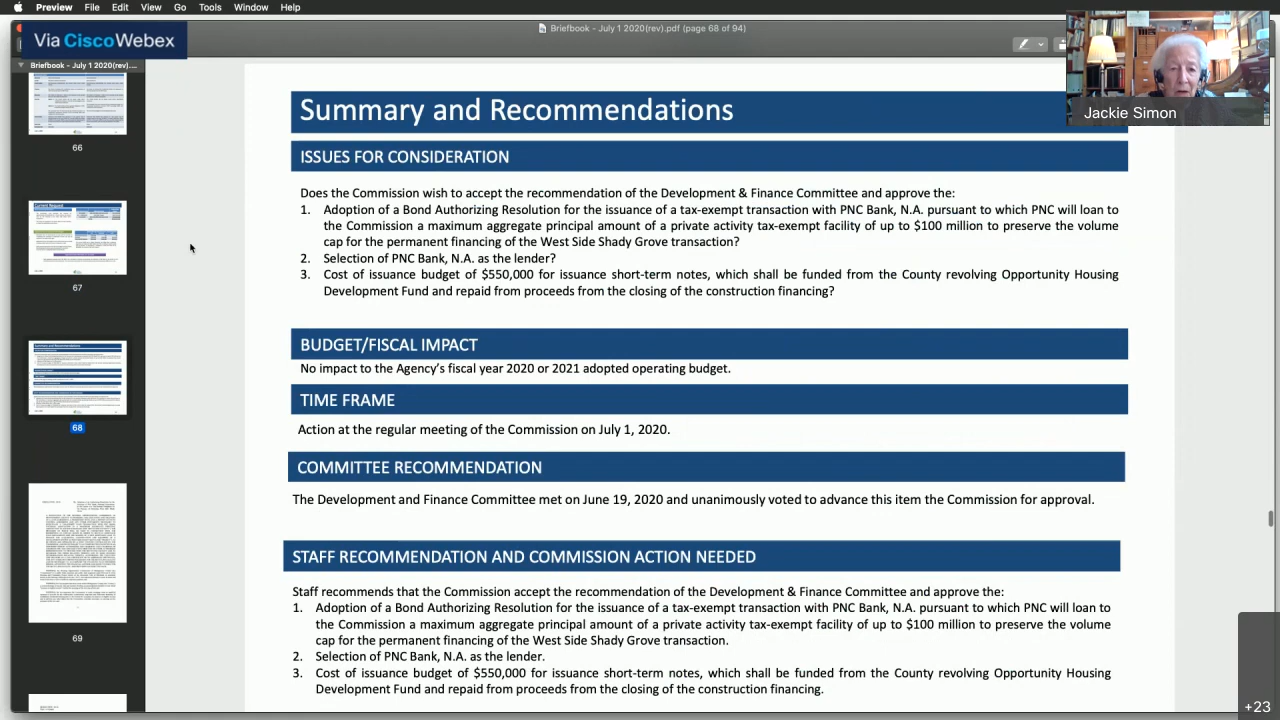 Preview File Edit View Go Tools Window Help
Via CiscoWebex
Briefbook - July 1 2020(rev).pdf (page 68 of 94)
Briefbook - July 1 2020(rev)....
Jackie Simon
66
67
68
69
Summary and Recommendations
ISSUES FOR CONSIDERATION
Does the Commission wish to accept the recommendation of the Development & Finance Committee and approve the:
1. Adoption of a Bond Authorizing Resolution for the issuance of a tax-exempt transaction with PNC Bank, N.A. pursuant to which PNC will loan to
the Commission a maximum aggregate principal amount of a private activity tax-exempt facility of up to $100 million to preserve the volume
cap for the permanent financing of the West Side Shady Grove transaction?
2. Selection of PNC Bank, N.A. as the lender?
3. Cost of issuance budget of $550,000 for issuance short-term notes, which shall be funded from the County revolving Opportunity Housing
Development Fund and repaid from proceeds from the closing of the construction financing?
BUDGET/FISCAL IMPACT
No impact to the Agency's fiscal year 2020 or 2021 adopted operating budget.
TIME FRAME
Action at the regular meeting of the Commission on July 1, 2020.
COMMITTEE RECOMMENDATION
The Development and Finance Committee met on June 19, 2020 and unanimously voted to advance this item the Commission for approval.
STAFF RECOMMENDATION AND COMMISSION ACTION NEEDED
Staff recommends that the Commission accept the recommendation of the Development & Finance Committee and approve the:
1. Adoption of a Bond Authorizing Resolution for the issuance of a tax-exempt transaction with PNC Bank, N.A. pursuant to which PNC will loan to
the Commission a maximum aggregate principal amount of a private activity tax-exempt facility of up to $100 million to preserve the volume
cap for the permanent financing of the West Side Shady Grove transaction.
2. Selection of PNC Bank, N.A. as the lender.
3. Cost of issuance budget of $550,000 for issuance short-term notes, which shall be funded from the County revolving Opportunity Housing
Development Fund and repaid from proceeds from the closing of the construction financing.
+23